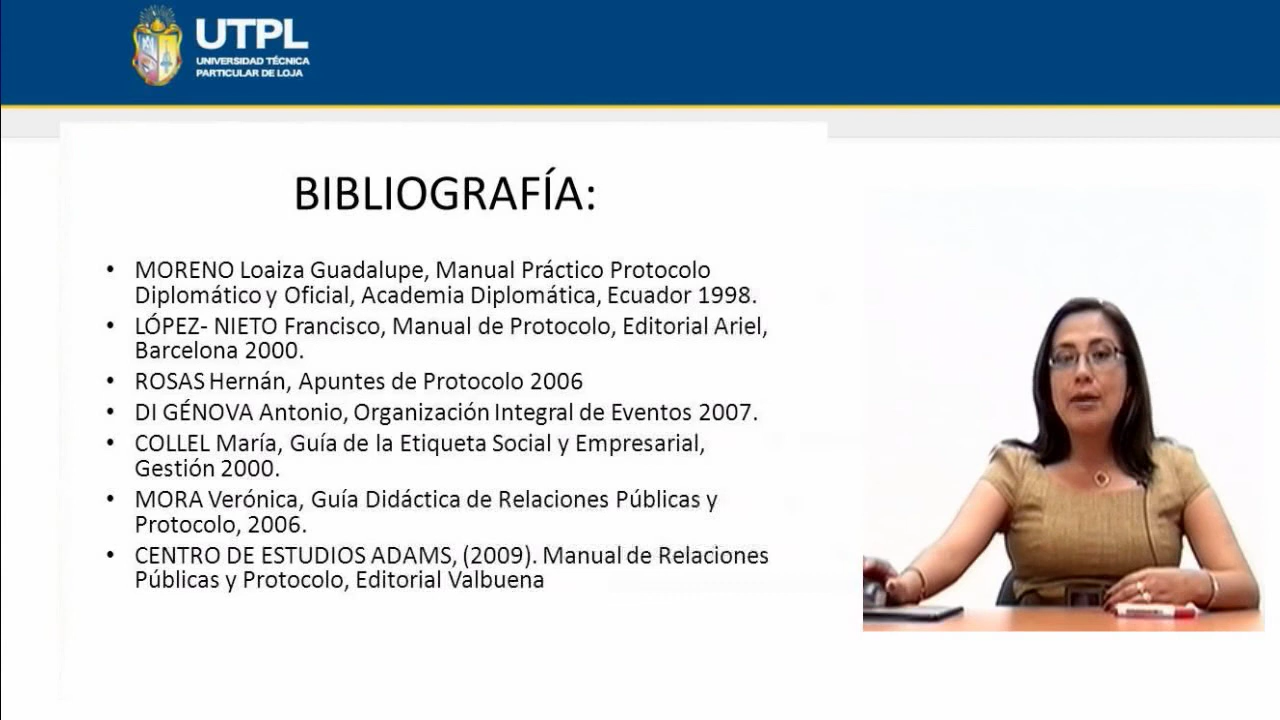 UTPL
UNIVERSIDAD TÉCNICA
PARTICULAR DE LOJA
BIBLIOGRAFÍA:
• MORENO Loaiza Guadalupe, Manual Práctico Protocolo
Diplomático y Oficial, Academia Diplomática, Ecuador 1998.
• LÓPEZ- NIETO Francisco, Manual de Protocolo, Editorial Ariel,
Barcelona 2000.
• ROSAS Hernán, Apuntes de Protocolo 2006
• DI GÉNOVA Antonio, Organización Integral de Eventos 2007.
• COLLEL María, Guía de la Etiqueta Social y Empresarial,
Gestión 2000.
• MORA Verónica, Guía Didáctica de Relaciones Públicas y
Protocolo, 2006.
• CENTRO DE ESTUDIOS ADAMS, (2009). Manual de Relaciones
Públicas y Protocolo, Editorial Valbuena